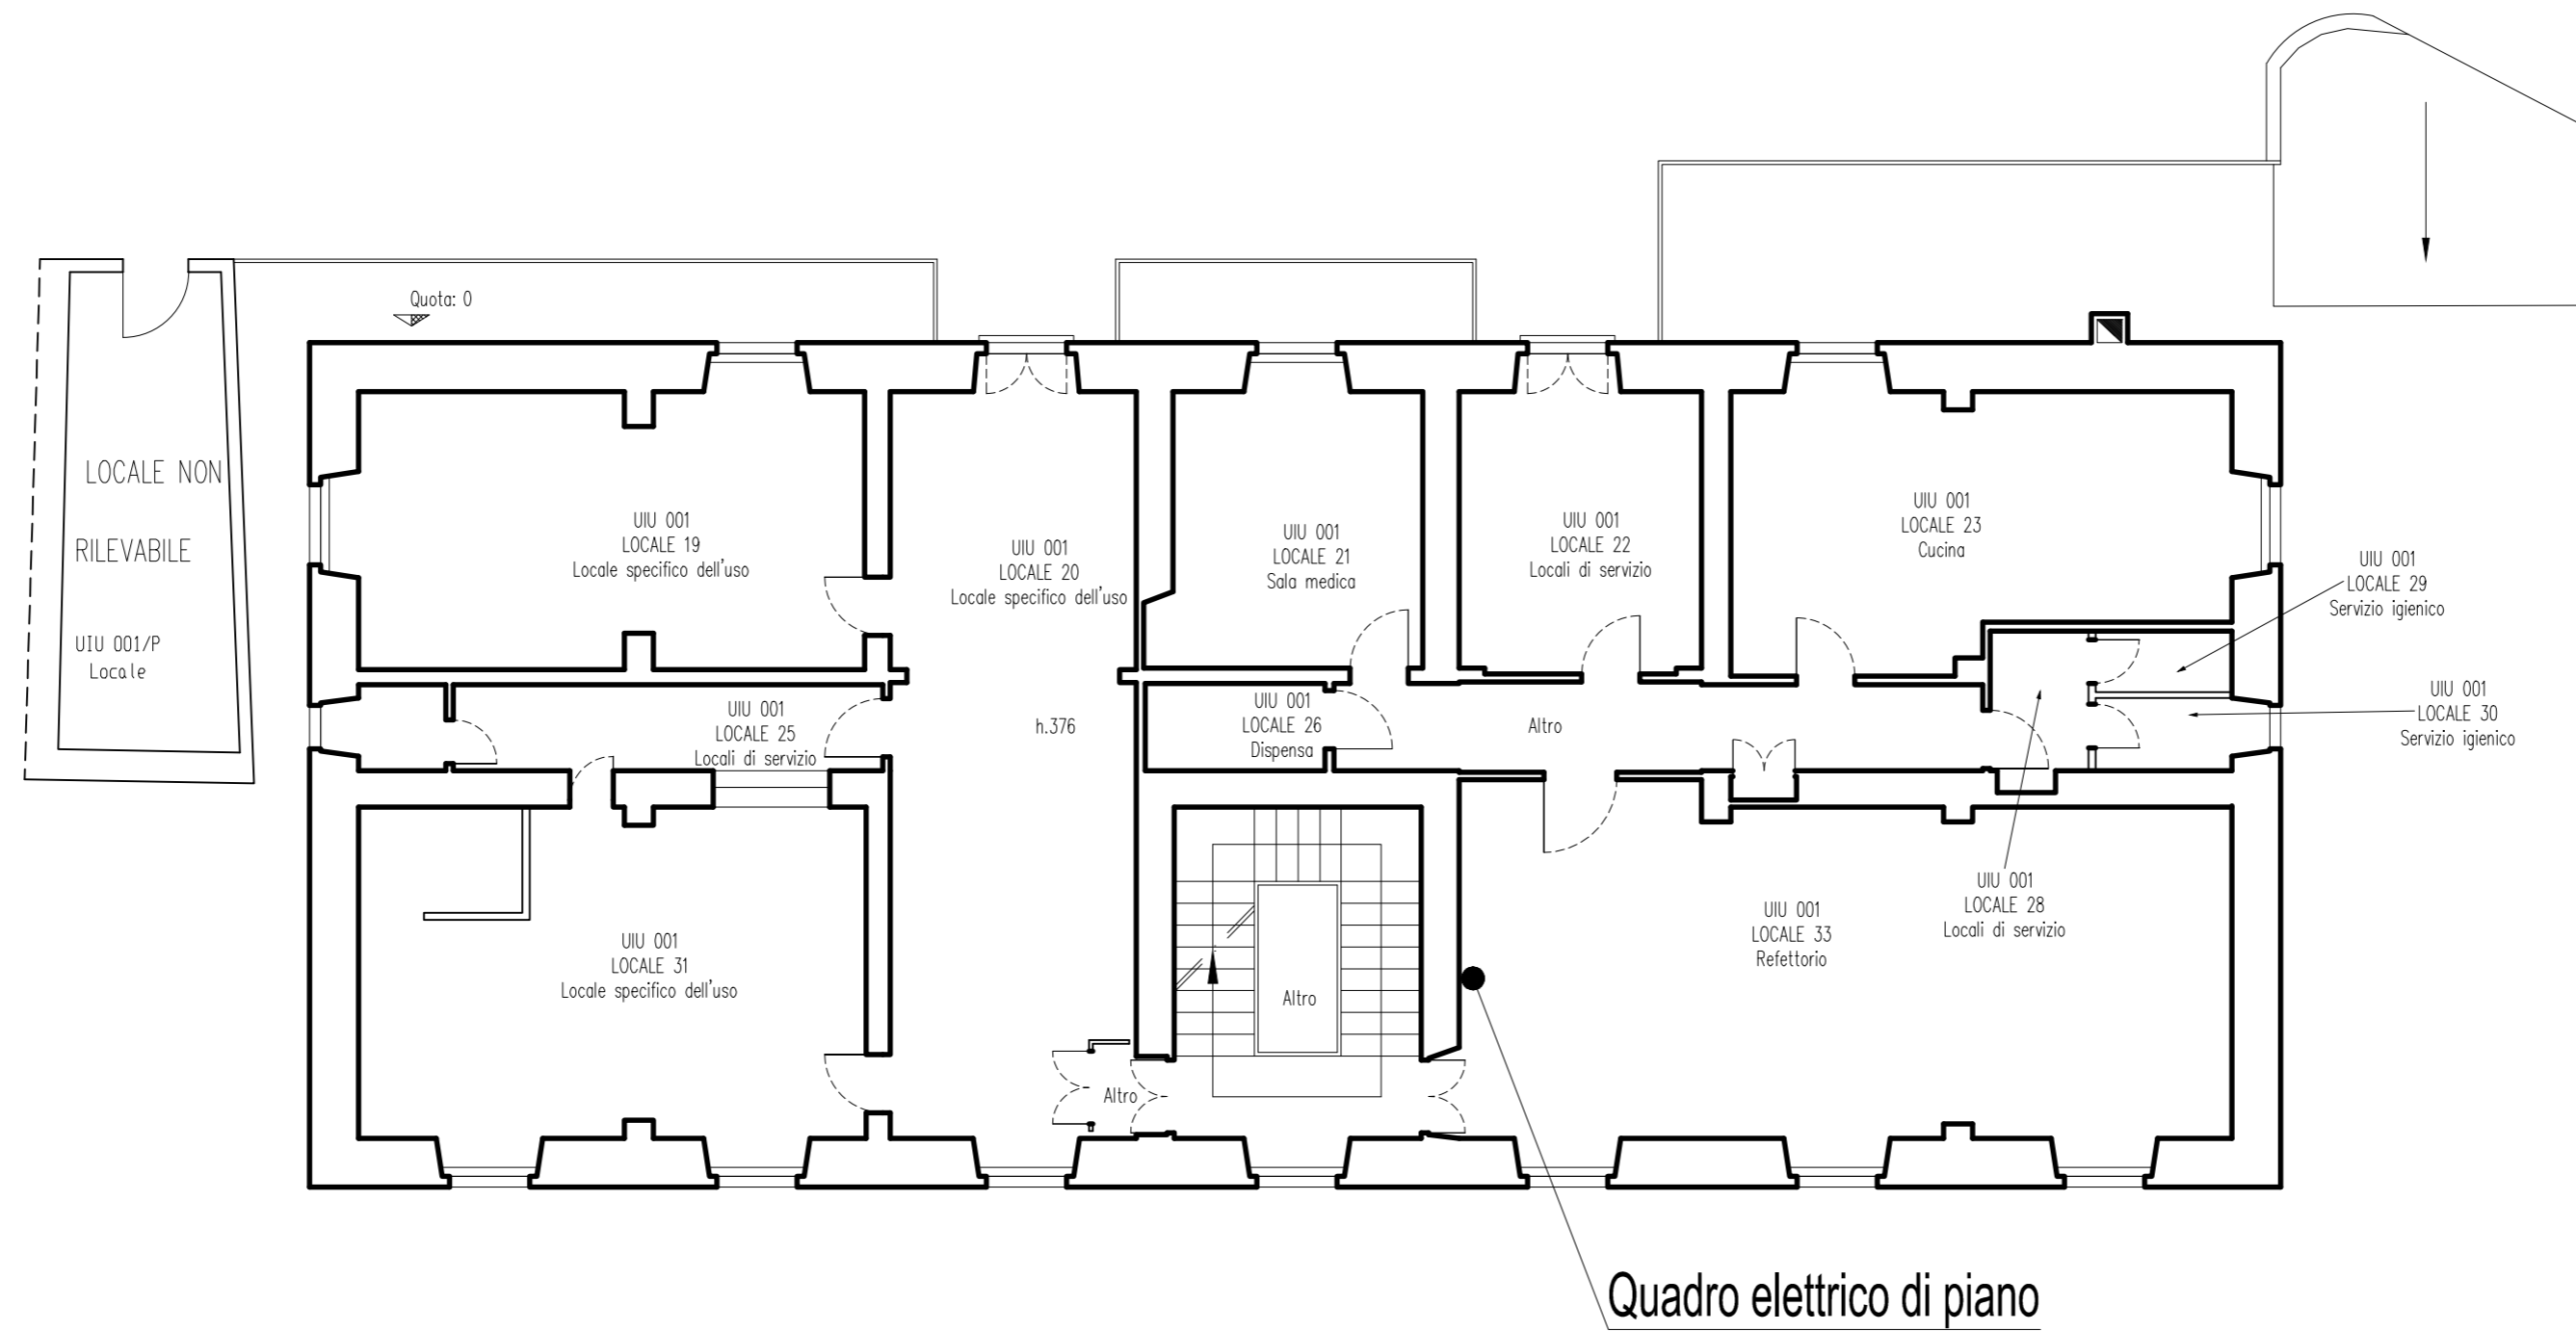 Quota: 0
LOCALE NON
RILEVABILE
UIU 001/P
Locale
UIU 001
LOCALE 19
Locale specifico dell'uso
UIU 001
LOCALE 20
Locale specifico dell'uso
UIU 001
LOCALE 21
Sala medica
UIU 001
LOCALE 22
Locali di servizio
UIU 001
LOCALE 23
Cucina
UIU 001
LOCALE 29
Servizio igienico
UIU 001
LOCALE 25
Locali di servizio
h.376
UIU 001
LOCALE 26
Dispensa
Altro
UIU 001
LOCALE 30
Servizio igienico
UIU 001
LOCALE 31
Locale specifico dell'uso
Altro
Altro
UIU 001
LOCALE 33
Refettorio
UIU 001
LOCALE 28
Locali di servizio
Quadro elettrico di piano